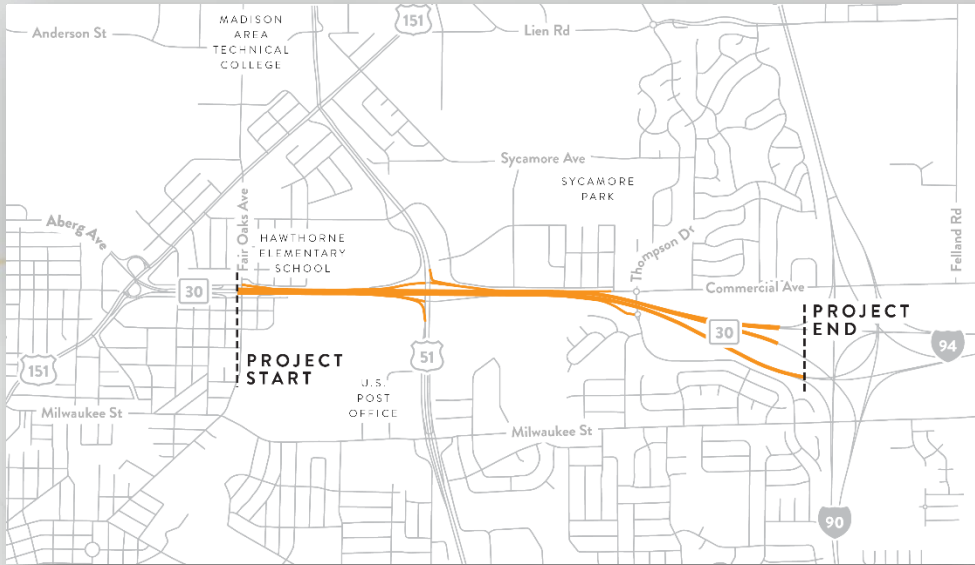 MADISON
AREA
TECHNICAL
COLLEGE
151
Anderson St
Lien Rd
Sycamore Ave
SYCAMORE
PARK
Aberg Ave
Fair Oaks Ave
HAWTHORNE
ELEMENTARY
SCHOOL
Thompson Dr
Felland Rd
30
Commercial Ave
PROJECT
END
30
94
PROJECT
START
51
151
U.S.
POST
OFFICE
Milwaukee St
Milwaukee St
90